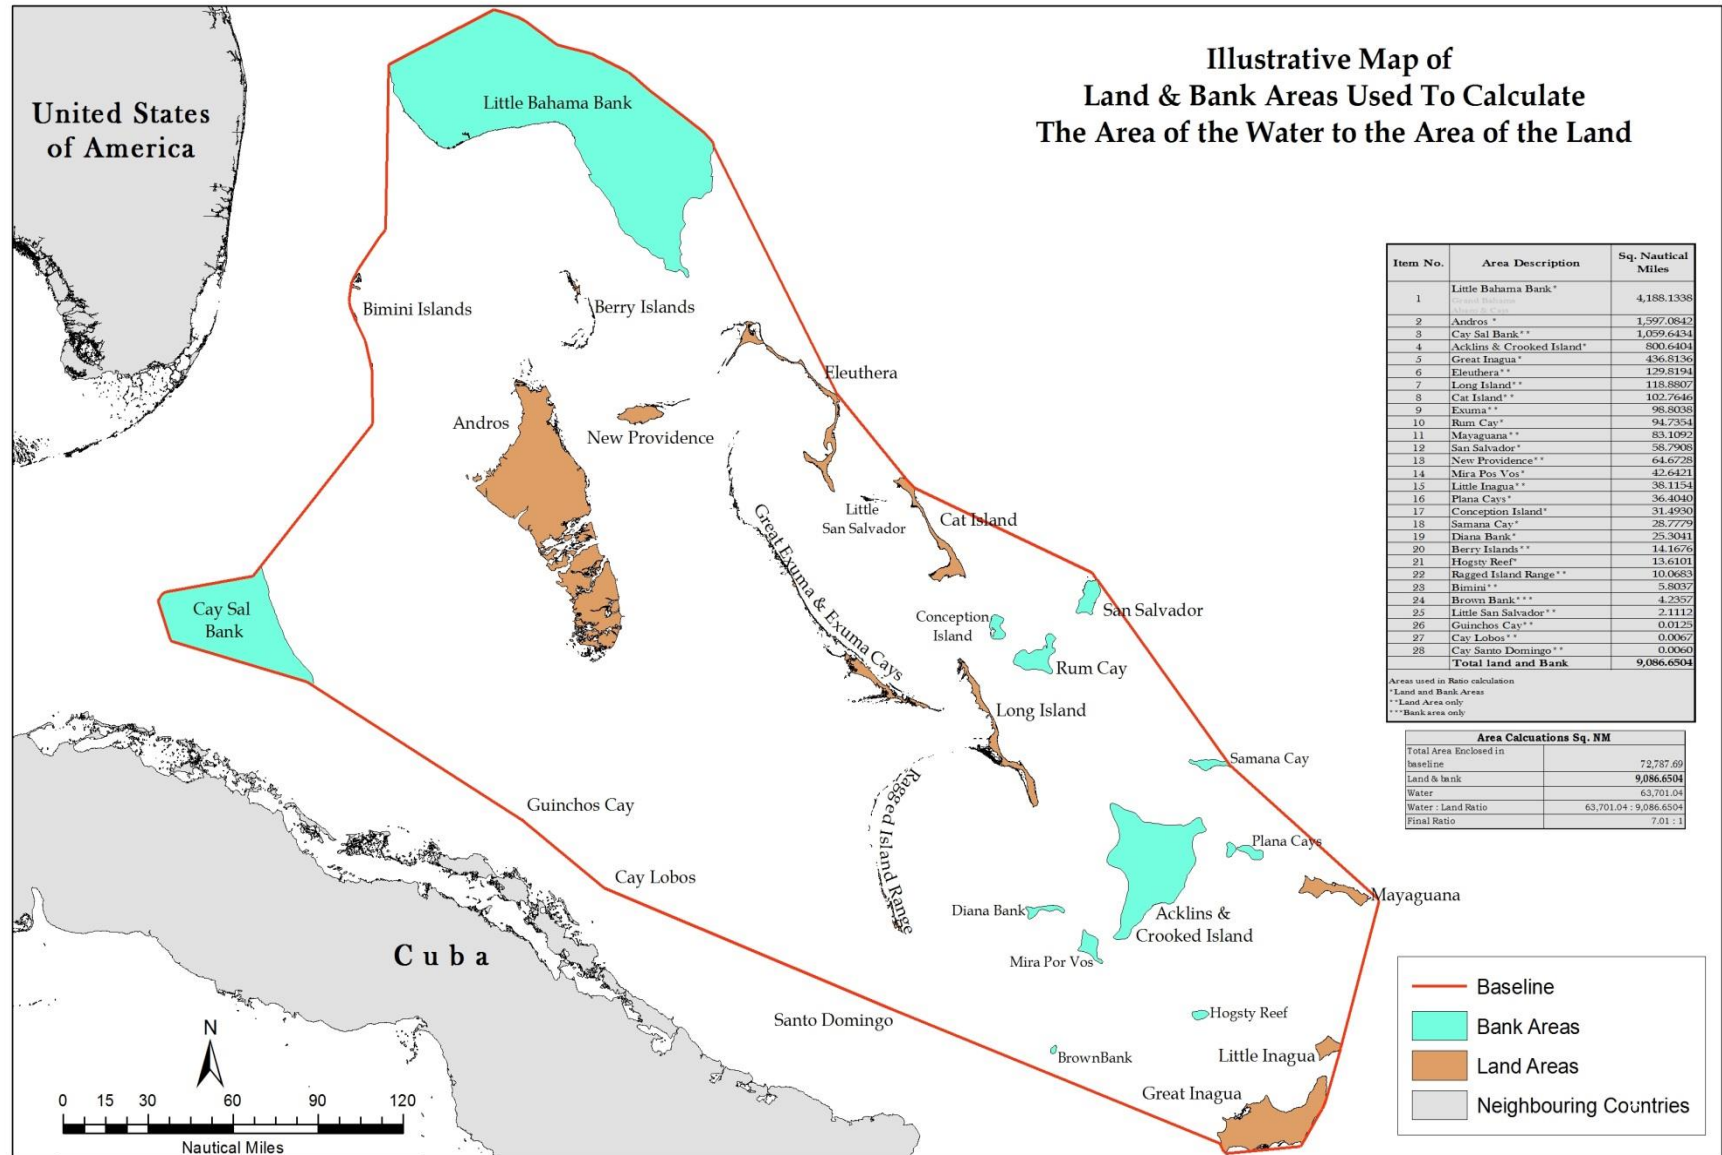 Illustrative Map of
Land & Bank Areas Used To Calculate
The Area of the Water to the Area of the Land
United States
of America
Little Bahama Bank
Bimini Islands
Berry Islands
Eleuthera
Andros
New Providence
Little
San Salvador
Cat Island
Great Exuma & Exuma Cays
Cay Sal
Bank
San Salvador
Conception
Island
Rum Cay
Long Island
Samana Cay
Ragged Island Range
Guinchos Cay
Plana Cays
Cay Lobos
Mayaguana
Diana Bank
Acklins &
Crooked Island
Mira Por Vos
Cuba
Santo Domingo
Hogsty Reef
BrownBank
Little Inagua
Great Inagua
N
0 15 30 60 90 120
Nautical Miles
Item No. Area Description Sq. Nautical Miles
1 Little Bahama Bank* 4,188.1338
Grand Bahama
2 Andros * 1,597.0842
3 Cay Sal Bank** 1,059.6434
4 Acklins & Crooked Island* 800.6404
5 Great Inagua* 436.8136
6 Eleuthera** 129.8194
7 Long Island** 118.8807
8 Cat Island** 102.7646
9 Exuma** 98.8038
10 Rum Cay* 94.7354
11 Mayaguana** 83.1092
12 San Salvador* 58.7908
13 New Providence** 64.6728
14 Mira Pos Vos* 42.6421
15 Little Inagua** 38.1154
16 Plana Cays* 36.4040
17 Conception Island* 31.4930
18 Samana Cay* 28.7779
19 Diana Bank* 25.3041
20 Berry Islands** 14.1676
21 Hogsty Reef* 13.6101
22 Ragged Island Range** 10.0683
23 Bimini** 5.8037
24 Brown Bank*** 4.2357
25 Little San Salvador** 2.1112
26 Guinchos Cay** 0.0125
27 Cay Lobos** 0.0067
28 Cay Santo Domingo** 0.0060
Total land and Bank 9,086.6504
Areas used in Ratio calculation
*Land and Bank Areas
**Land Area only
***Bank area only
Area Calcuations Sq. NM
Total Area Enclosed in
baseline 72,787.69
Land & bank 9,086.6504
Water 63,701.04
Water : Land Ratio 63,701.04 : 9,086.6504
Final Ratio 7.01 : 1
Baseline
Bank Areas
Land Areas
Neighbouring Countries